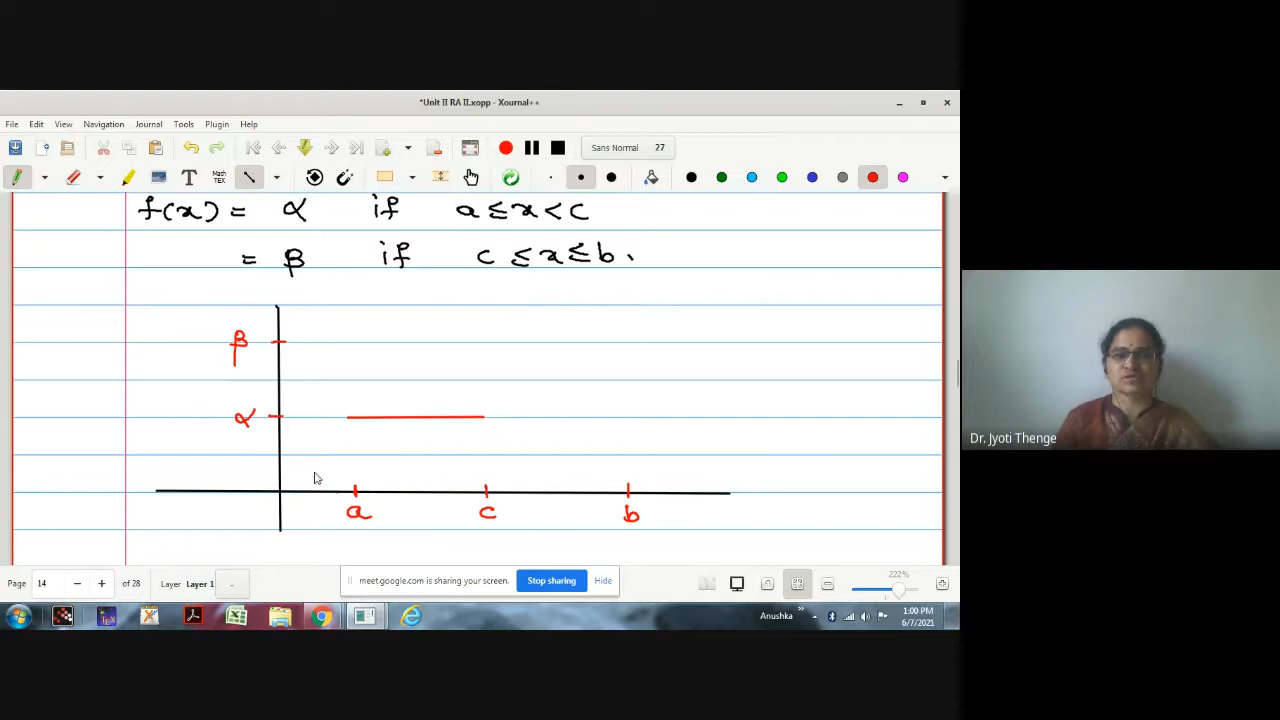 *Unit II RA II.xopp - Xournal++
File Edit View Navigation Journal Tools Plugin Help
Sans Normal 27
f(x) = α if a ≤ x < c
= β if c ≤ x ≤ b.
β
α
a c b
Dr. Jyoti Thenge
Page 14 of 28 Layer Layer 1
meet.google.com is sharing your screen. Stop sharing Hide
222%
Anushka
1:00 PM
6/7/2021